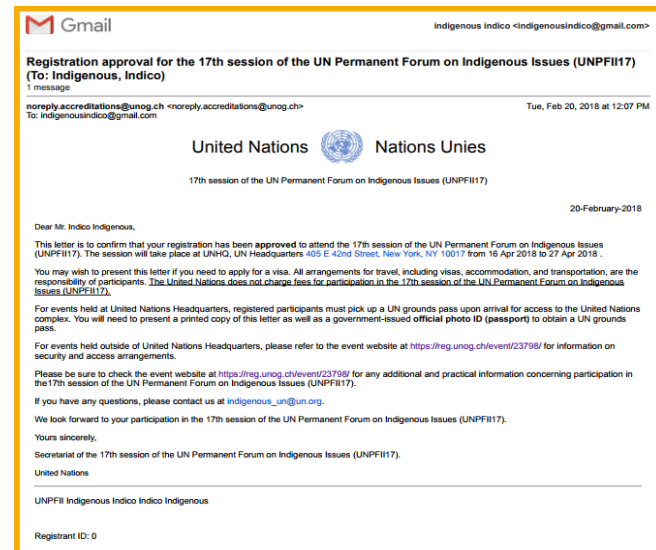 Gmail
indigenous indico <indigenousindico@gmail.com>
Registration approval for the 17th session of the UN Permanent Forum on Indigenous Issues (UNPFII17)
(To: Indigenous, Indico)
1 message
noreply.accreditations@unog.ch <noreply.accreditations@unog.ch>
Tue, Feb 20, 2018 at 12:07 PM
To: indigenousindico@gmail.com
United Nations Nations Unies
17th session of the UN Permanent Forum on Indigenous Issues (UNPFII17)
20-February-2018
Dear Mr. Indico Indigenous,
This letter is to confirm that your registration has been approved to attend the 17th session of the UN Permanent Forum on Indigenous Issues
(UNPFII17). The session will take place at UNHQ, UN Headquarters 405 E 42nd Street, New York, NY 10017 from 16 Apr 2018 to 27 Apr 2018 .
You may wish to present this letter if you need to apply for a visa. All arrangements for travel, including visas, accommodation, and transportation, are the
responsibility of participants. The United Nations does not charge fees for participation in the 17th session of the UN Permanent Forum on Indigenous
Issues (UNPFII17).
For events held at United Nations Headquarters, registered participants must pick up a UN grounds pass upon arrival for access to the United Nations
complex. You will need to present a printed copy of this letter as well as a government-issued official photo ID (passport) to obtain a UN grounds
pass.
For events held outside of United Nations Headquarters, please refer to the event website at https://reg.unog.ch/event/23798/ for information on
security and access arrangements.
Please be sure to check the event website at https://reg.unog.ch/event/23798/ for any additional and practical information concerning participation in
the17th session of the UN Permanent Forum on Indigenous Issues (UNPFII17).
If you have any questions, please contact us at indigenous_un@un.org.
We look forward to your participation in the 17th session of the UN Permanent Forum on Indigenous Issues (UNPFII17).
Yours sincerely,
Secretariat of the 17th session of the UN Permanent Forum on Indigenous Issues (UNPFII17).
United Nations
UNPFII Indigenous Indico Indico Indigenous
Registrant ID: 0